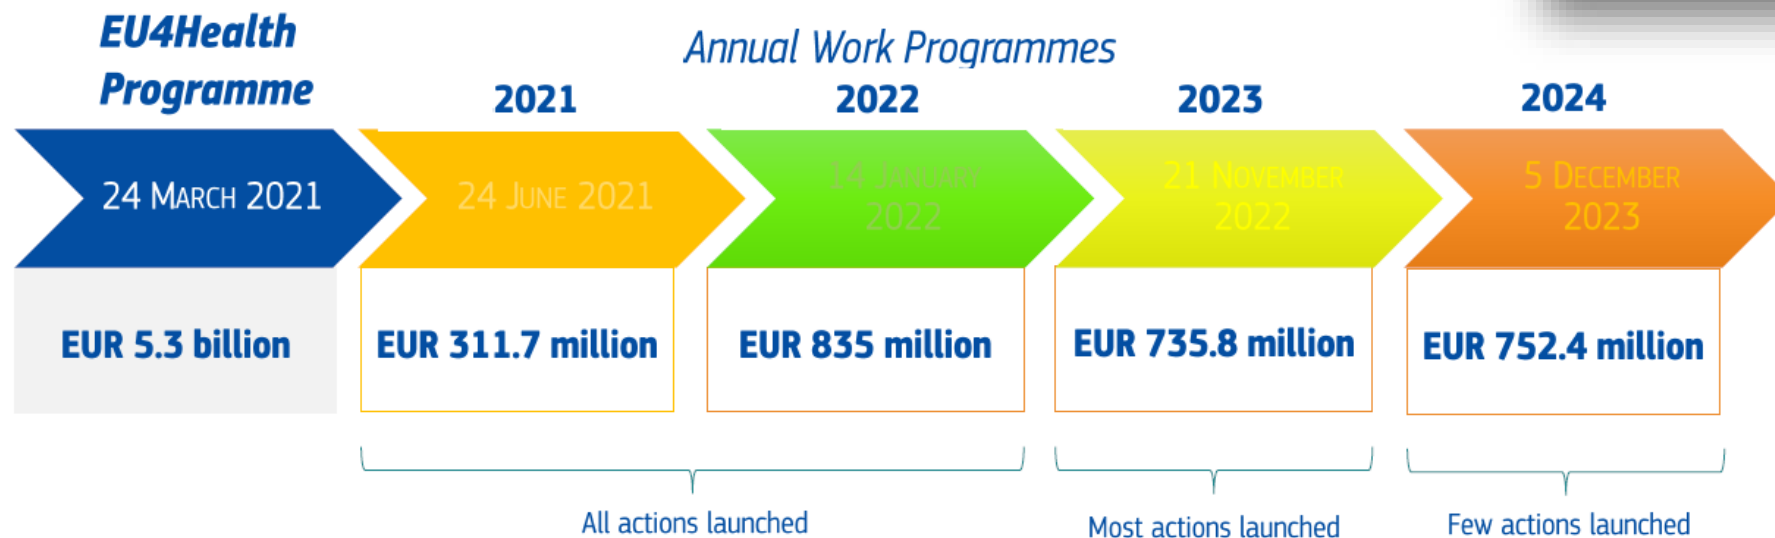 EU4Health
Programme
Annual Work Programmes
2021
2022
2023
2024
24 March 2021
24 June 2021
14 January
2022
21 November
2022
5 December
2023
EUR 5.3 billion
EUR 311.7 million
EUR 835 million
EUR 735.8 million
EUR 752.4 million
All actions launched
Most actions launched
Few actions launched